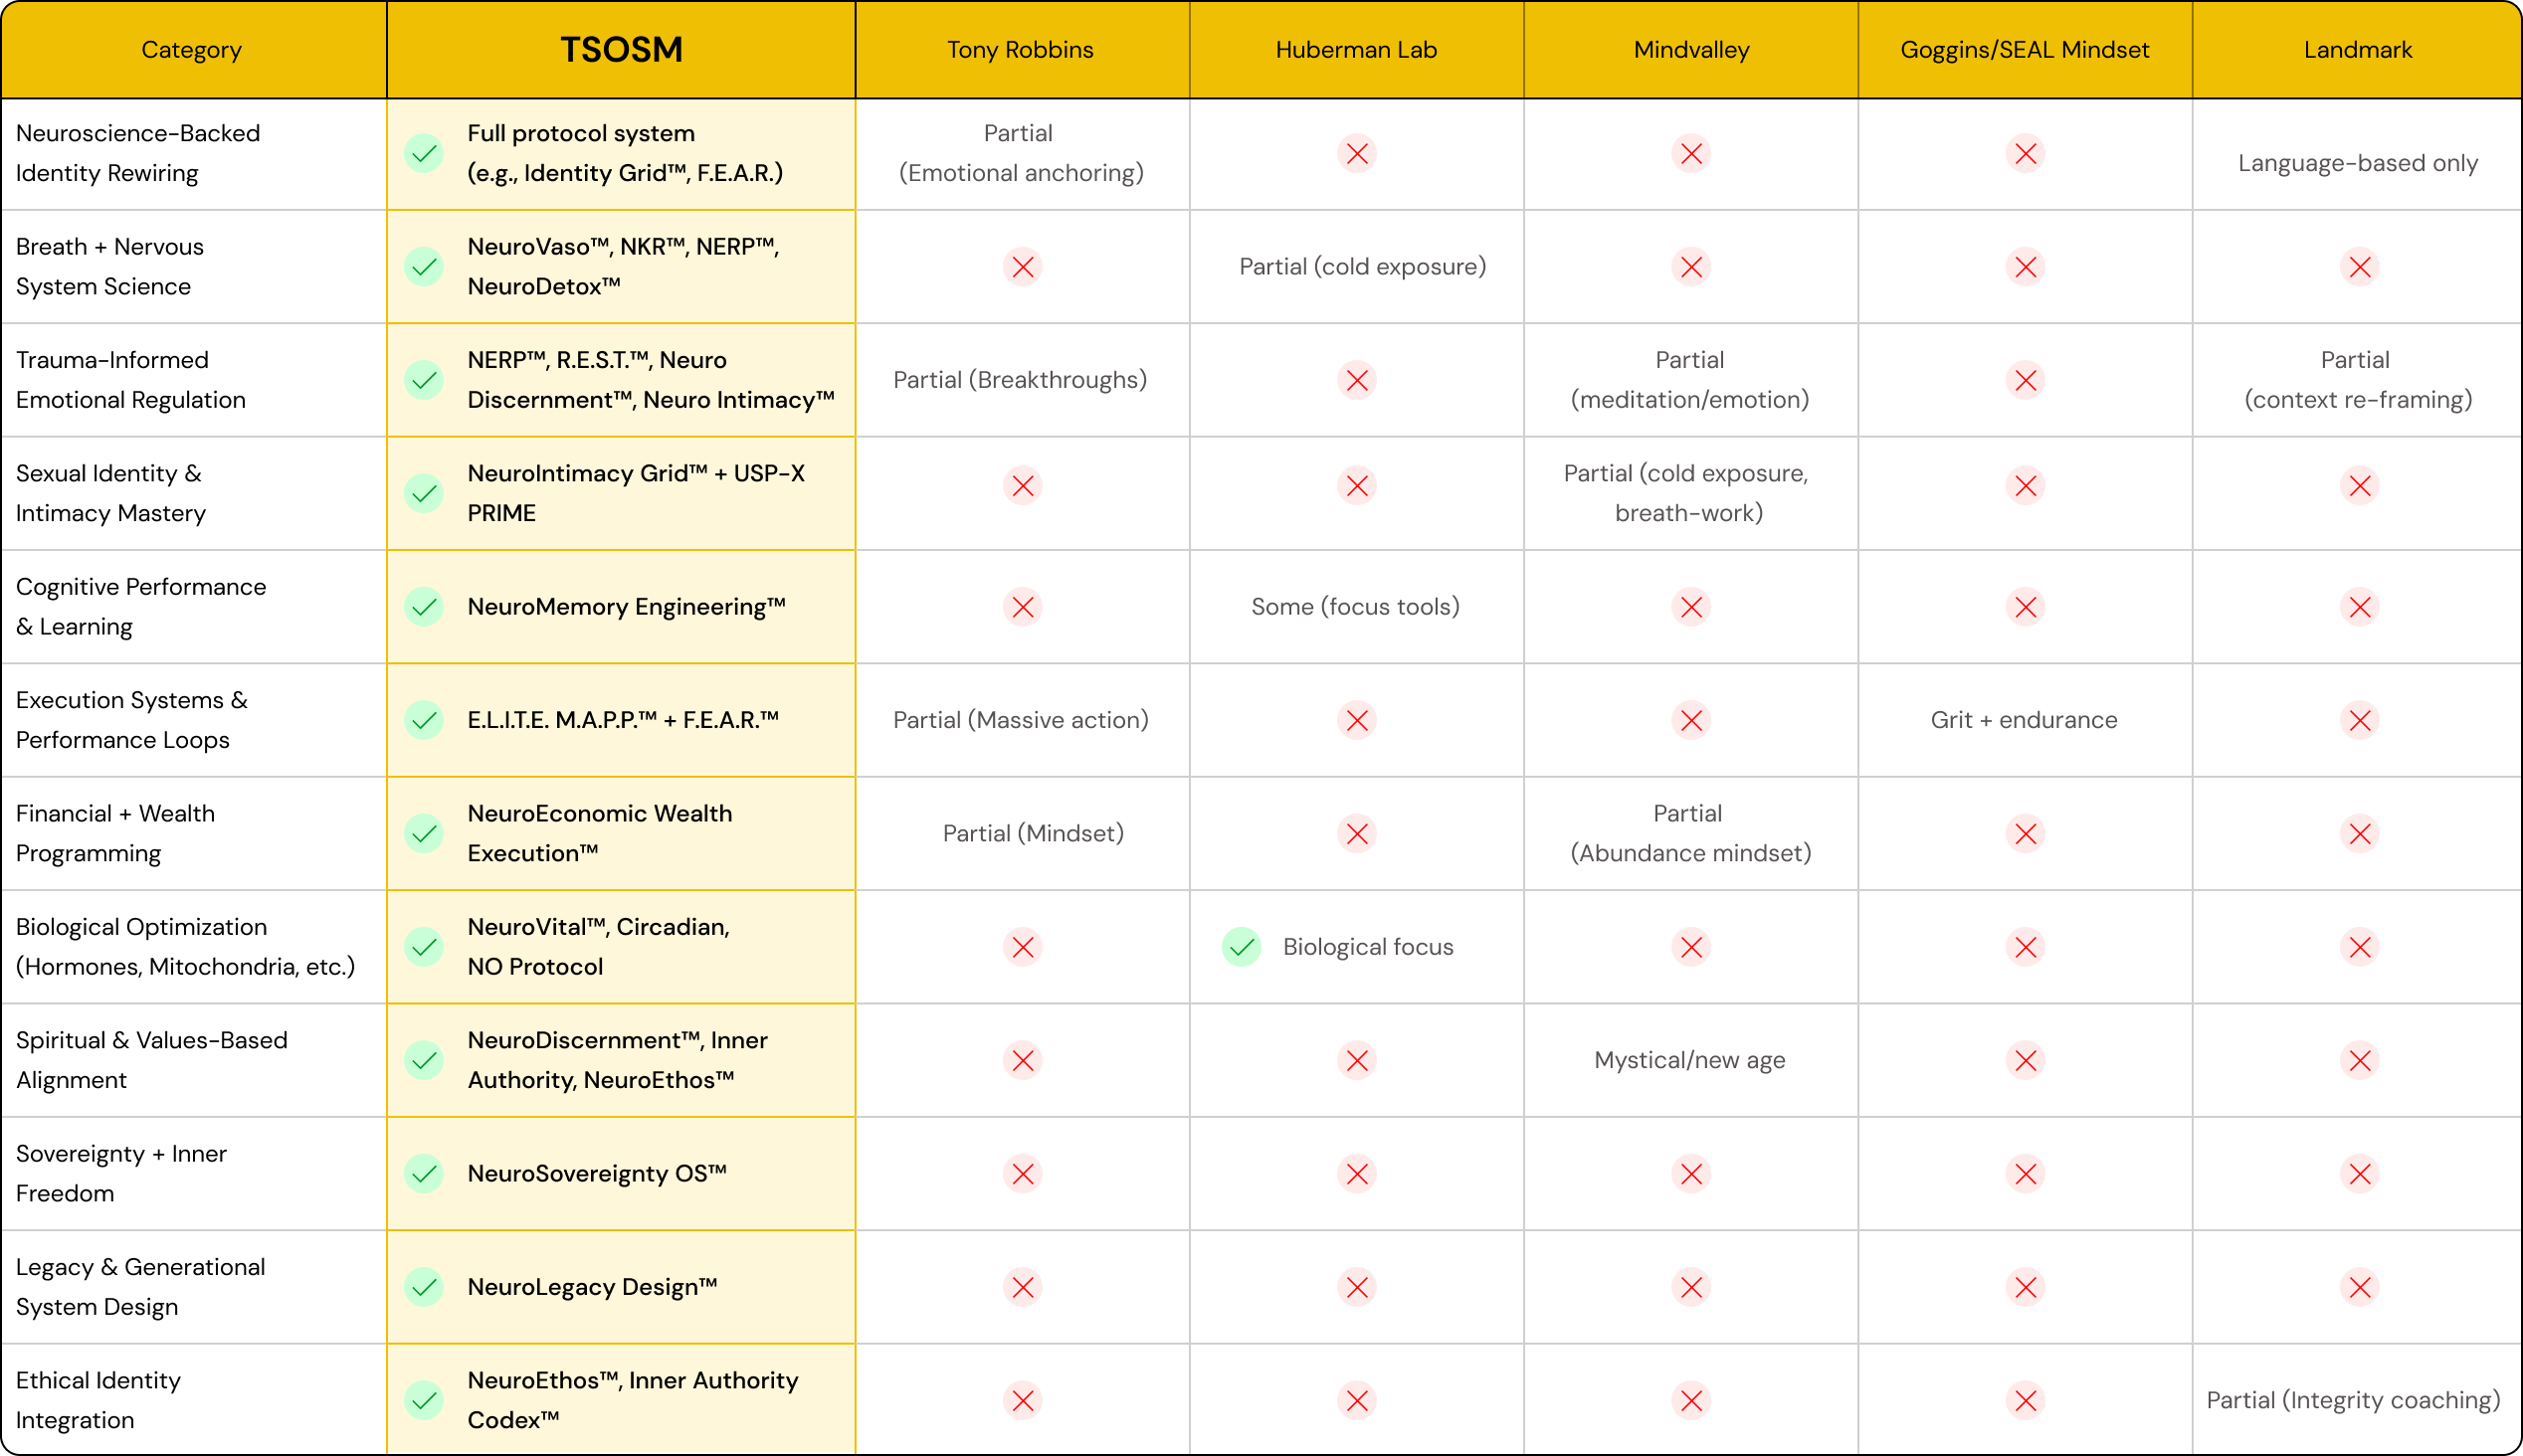 Category
TSOSM
Tony Robbins
Huberman Lab
Mindvalley
Goggins/SEAL Mindset
Landmark
Neuroscience-Backed
Identity Rewiring
Full protocol system
(e.g., Identity Grid™, F.E.A.R.)
Partial
(Emotional anchoring)
Language-based only
Breath + Nervous
System Science
NeuroVaso™, NKR™, NERP™,
NeuroDetox™
Partial (cold exposure)
Trauma-Informed
Emotional Regulation
NERP™, R.E.S.T.™, Neuro
Discernment™, Neuro Intimacy™
Partial (Breakthroughs)
Partial
(meditation/emotion)
Partial
(context re-framing)
Sexual Identity &
Intimacy Mastery
NeuroIntimacy Grid™ + USP-X
PRIME
Partial (cold exposure,
breath-work)
Cognitive Performance
& Learning
NeuroMemory Engineering™
Some (focus tools)
Execution Systems &
Performance Loops
E.L.I.T.E. M.A.P.P.™ + F.E.A.R.™
Partial (Massive action)
Grit + endurance
Financial + Wealth
Programming
NeuroEconomic Wealth
Execution™
Partial (Mindset)
Partial
(Abundance mindset)
Biological Optimization
(Hormones, Mitochondria, etc.)
NeuroVital™, Circadian,
NO Protocol
Biological focus
Spiritual & Values-Based
Alignment
NeuroDiscernment™, Inner
Authority, NeuroEthos™
Mystical/new age
Sovereignty + Inner
Freedom
NeuroSovereignty OS™
Legacy & Generational
System Design
NeuroLegacy Design™
Ethical Identity
Integration
NeuroEthos™, Inner Authority
Codex™
Partial (Integrity coaching)